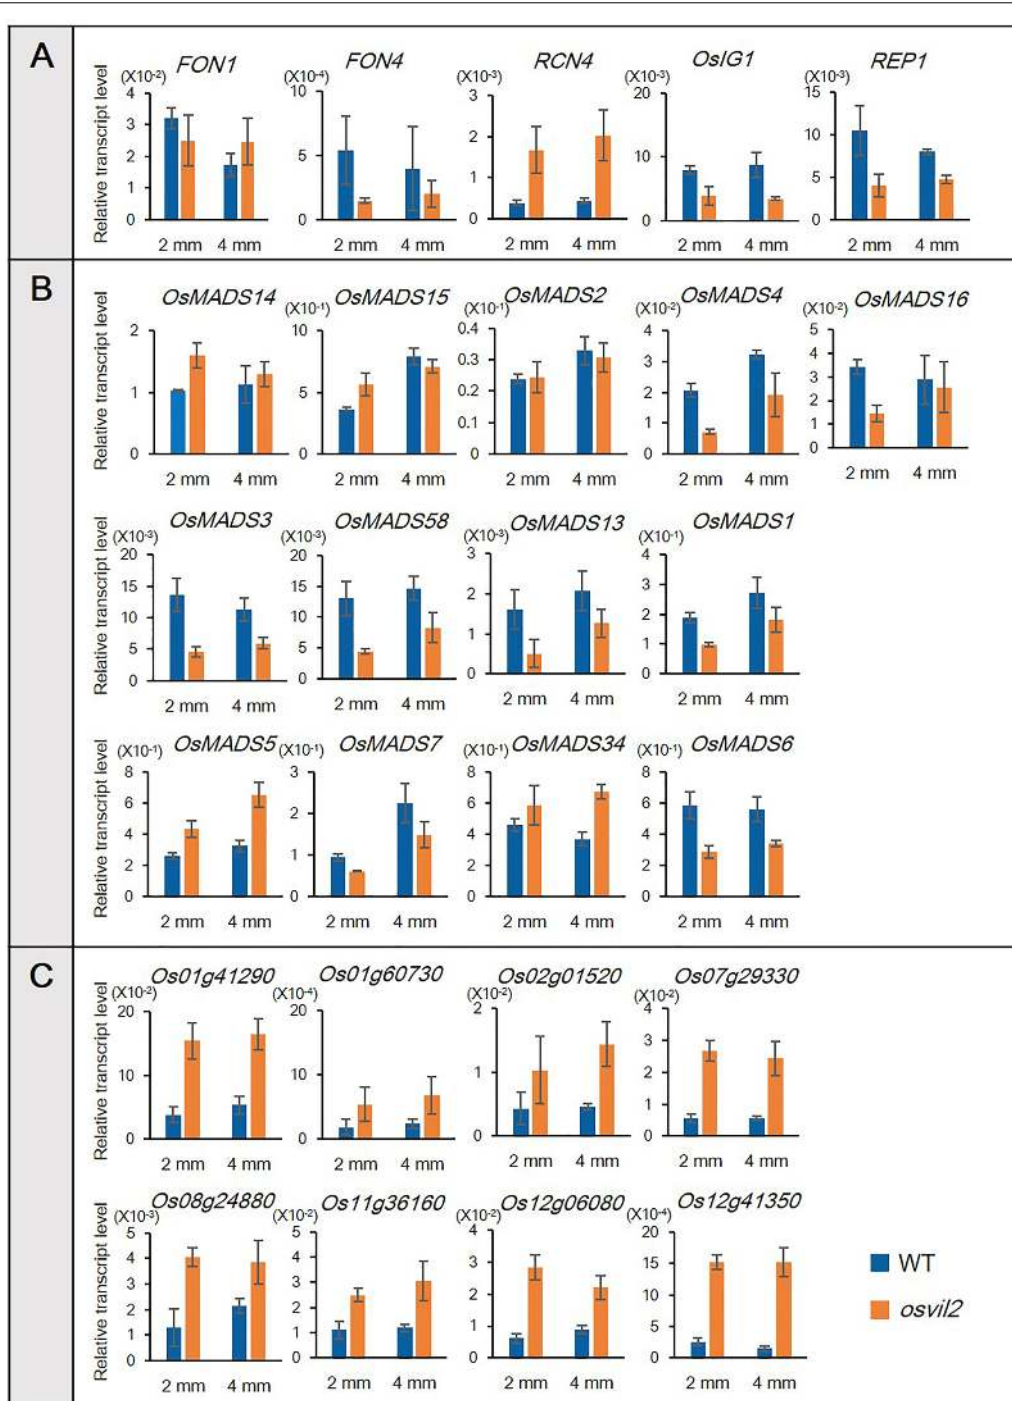 A
FON1 FON4 RCN4 OsIG1 REP1
(X10-2) (X10-4) (X10-3) (X10-3) (X10-3)
Relative transcript level
4 3 2 1 0
10 5 0
3 2 1 0
20 10 0
15 10 5 0
2 mm 4 mm 2 mm 4 mm 2 mm 4 mm 2 mm 4 mm 2 mm 4 mm
B
OsMADS14 OsMADS15 OsMADS2 OsMADS4 OsMADS16
(X10-1) (X10-1) (X10-2) (X10-2)
Relative transcript level
2 1 0
10 5 0
0.4 0.3 0.2 0.1 0
4 3 2 1 0
5 4 3 2 1 0
2 mm 4 mm 2 mm 4 mm 2 mm 4 mm 2 mm 4 mm 2 mm 4 mm
OsMADS3 OsMADS58 OsMADS13 OsMADS1
(X10-3) (X10-3) (X10-3) (X10-1)
Relative transcript level
20 15 10 5 0
20 15 10 5 0
3 2 1 0
4 3 2 1 0
2 mm 4 mm 2 mm 4 mm 2 mm 4 mm 2 mm 4 mm
(X10-1) OsMADS5 (X10-1) OsMADS7 (X10-1) OsMADS34 (X10-1) OsMADS6
Relative transcript level
8 6 4 2 0
3 2 1 0
8 6 4 2 0
8 6 4 2 0
2 mm 4 mm 2 mm 4 mm 2 mm 4 mm 2 mm 4 mm
C
Os01g41290 Os01g60730 Os02g01520 Os07g29330
(X10-2) (X10-4) (X10-2) (X10-2)
Relative transcript level
20 10 0
20 10 0
2 1 0
4 3 2 1 0
2 mm 4 mm 2 mm 4 mm 2 mm 4 mm 2 mm 4 mm
Os08g24880 Os11g36160 Os12g06080 Os12g41350
(X10-3) (X10-2) (X10-2) (X10-4)
Relative transcript level
5 4 3 2 1 0
5 4 3 2 1 0
4 3 2 1 0
20 15 10 5 0
2 mm 4 mm 2 mm 4 mm 2 mm 4 mm 2 mm 4 mm
WT
osvil2